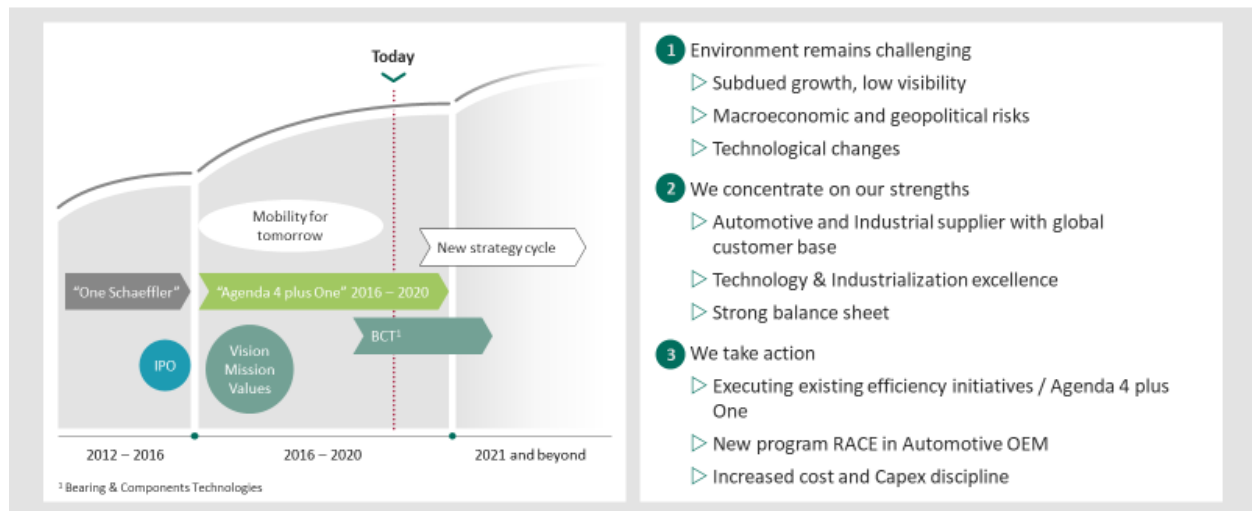 Today
Mobility for
tomorrow
New strategy cycle
“One Schaeffler”
“Agenda 4 plus One” 2016 – 2020
BCT¹
IPO
Vision
Mission
Values
2012 – 2016
2016 – 2020
2021 and beyond
¹ Bearing & Components Technologies
1 Environment remains challenging
Subdued growth, low visibility
Macroeconomic and geopolitical risks
Technological changes
2 We concentrate on our strengths
Automotive and Industrial supplier with global
customer base
Technology & Industrialization excellence
Strong balance sheet
3 We take action
Executing existing efficiency initiatives / Agenda 4 plus
One
New program RACE in Automotive OEM
Increased cost and Capex discipline